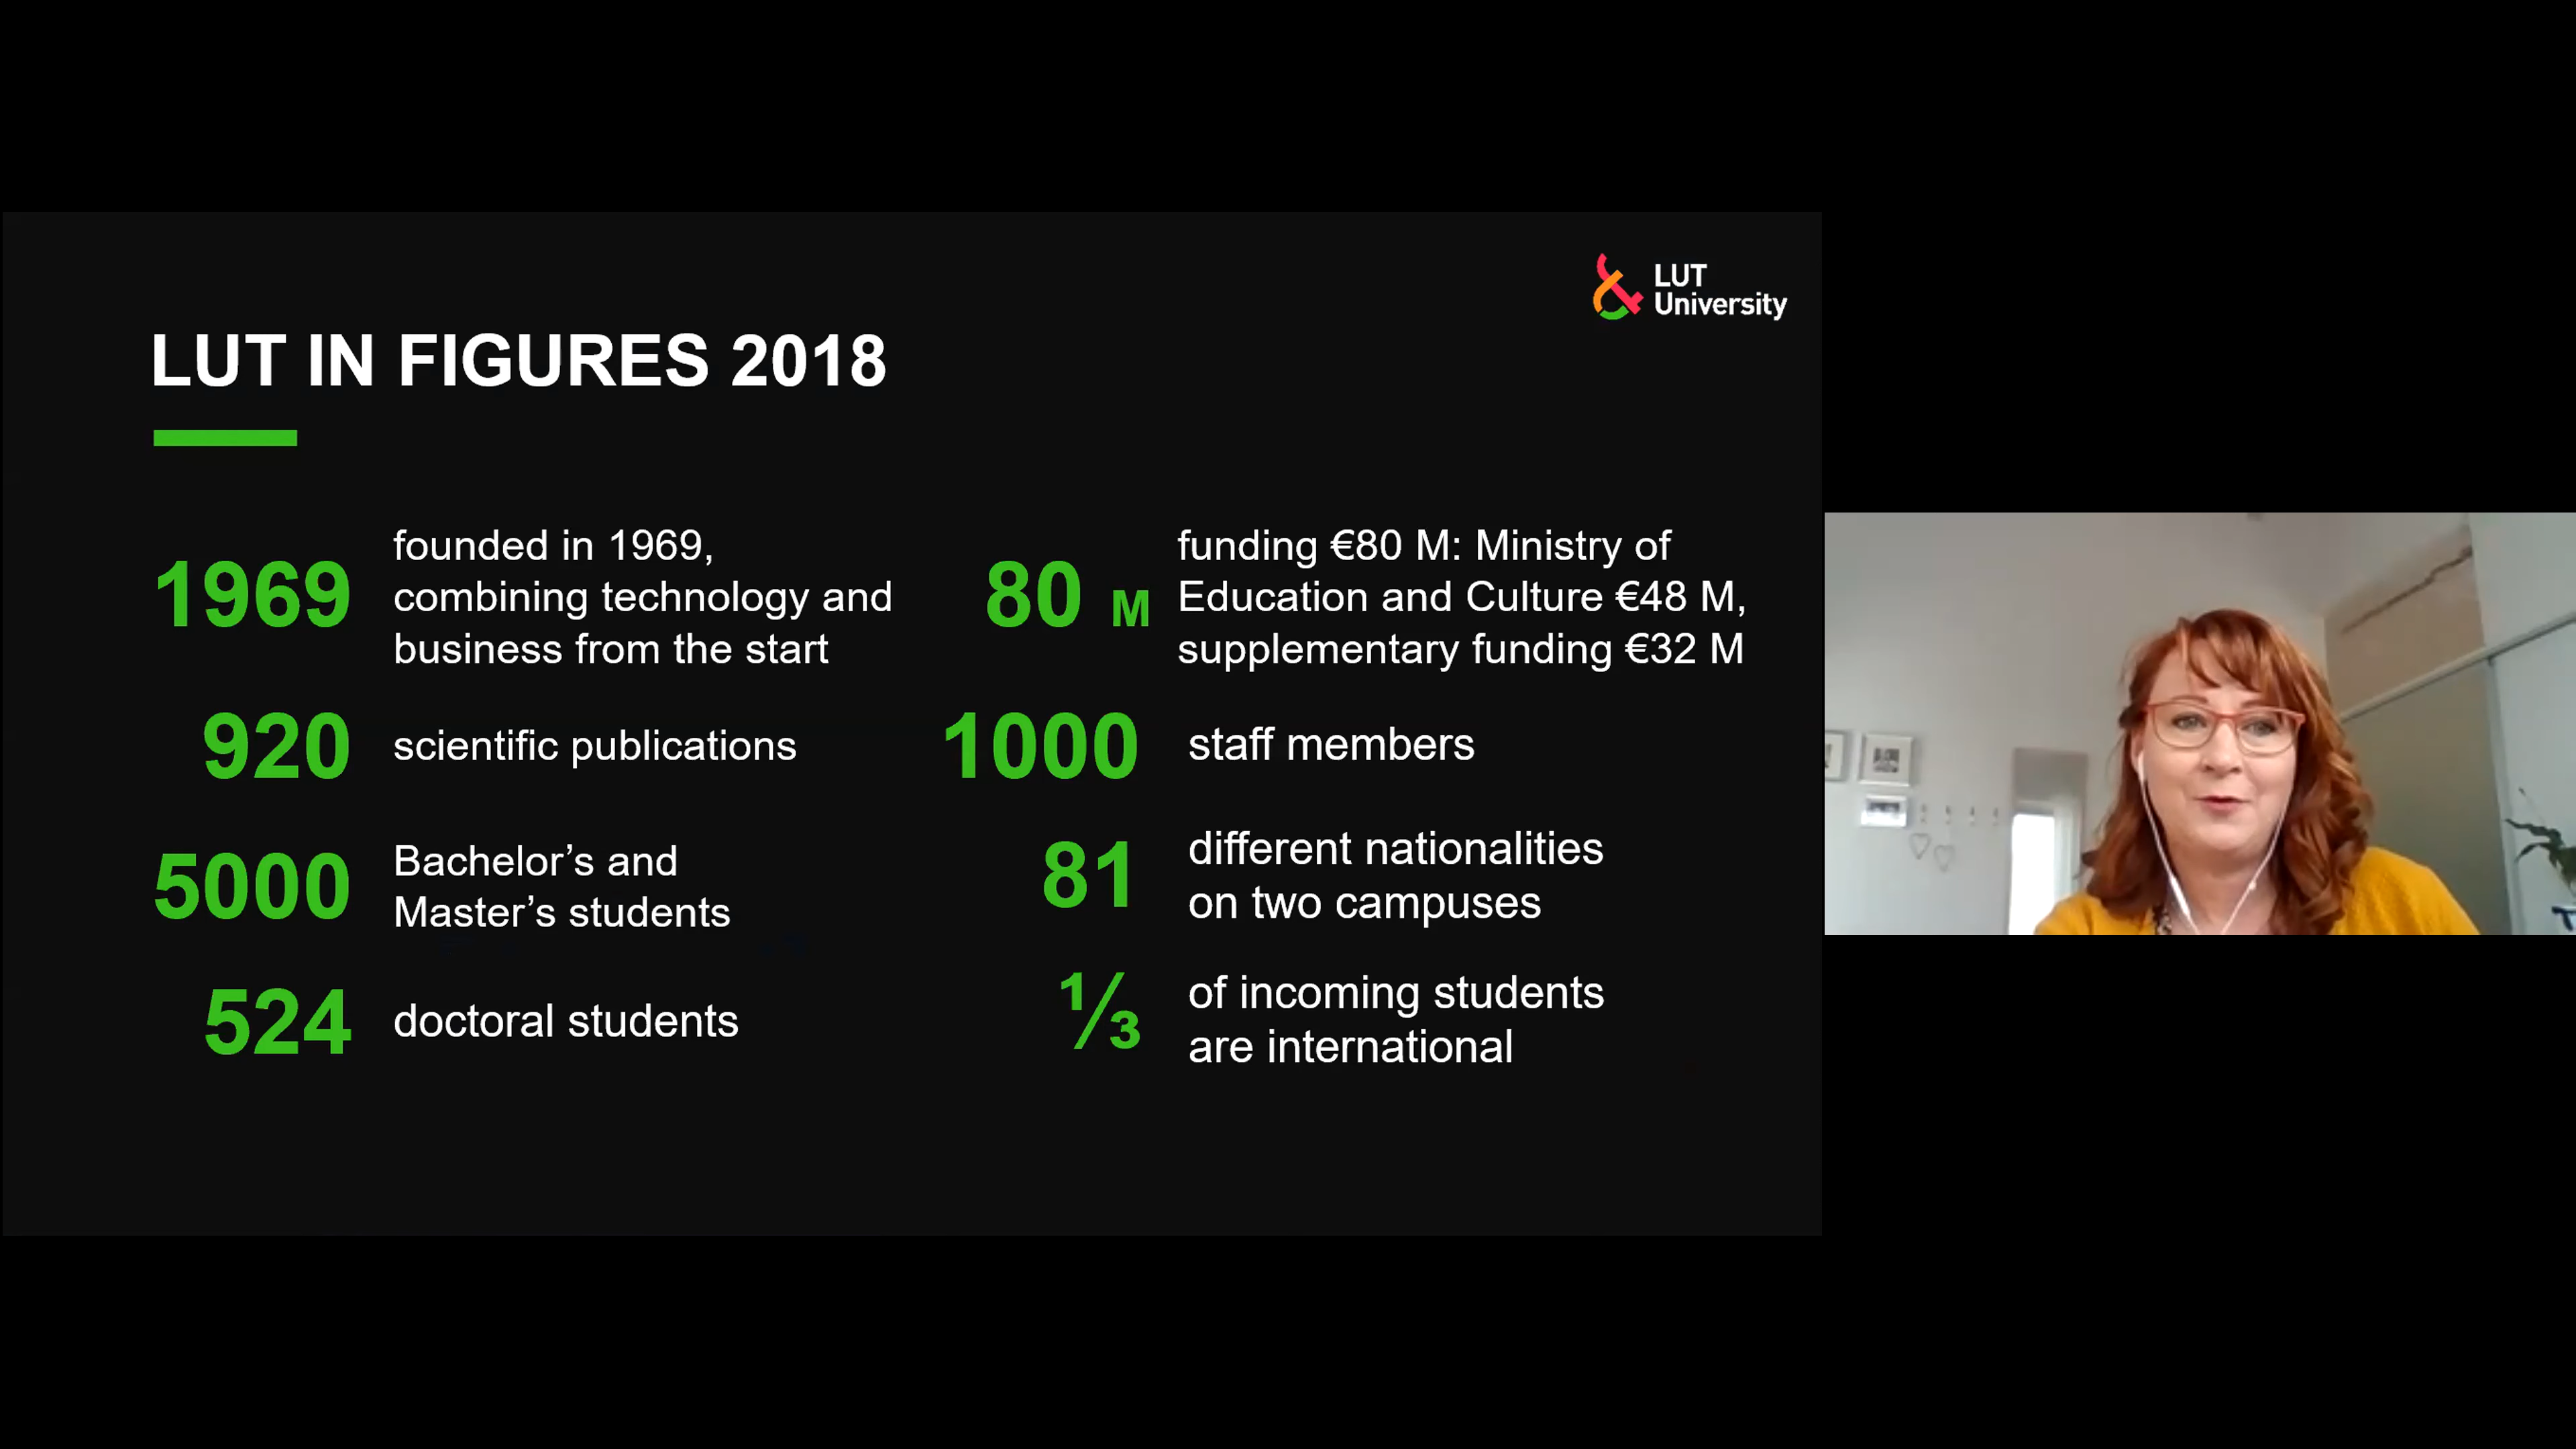 LUT
University
LUT IN FIGURES 2018
1969
founded in 1969,
combining technology and
business from the start
920
scientific publications
5000
Bachelor’s and
Master’s students
524
doctoral students
80 M
funding €80 M: Ministry of
Education and Culture €48 M,
supplementary funding €32 M
1000
staff members
81
different nationalities
on two campuses
⅓
of incoming students
are international